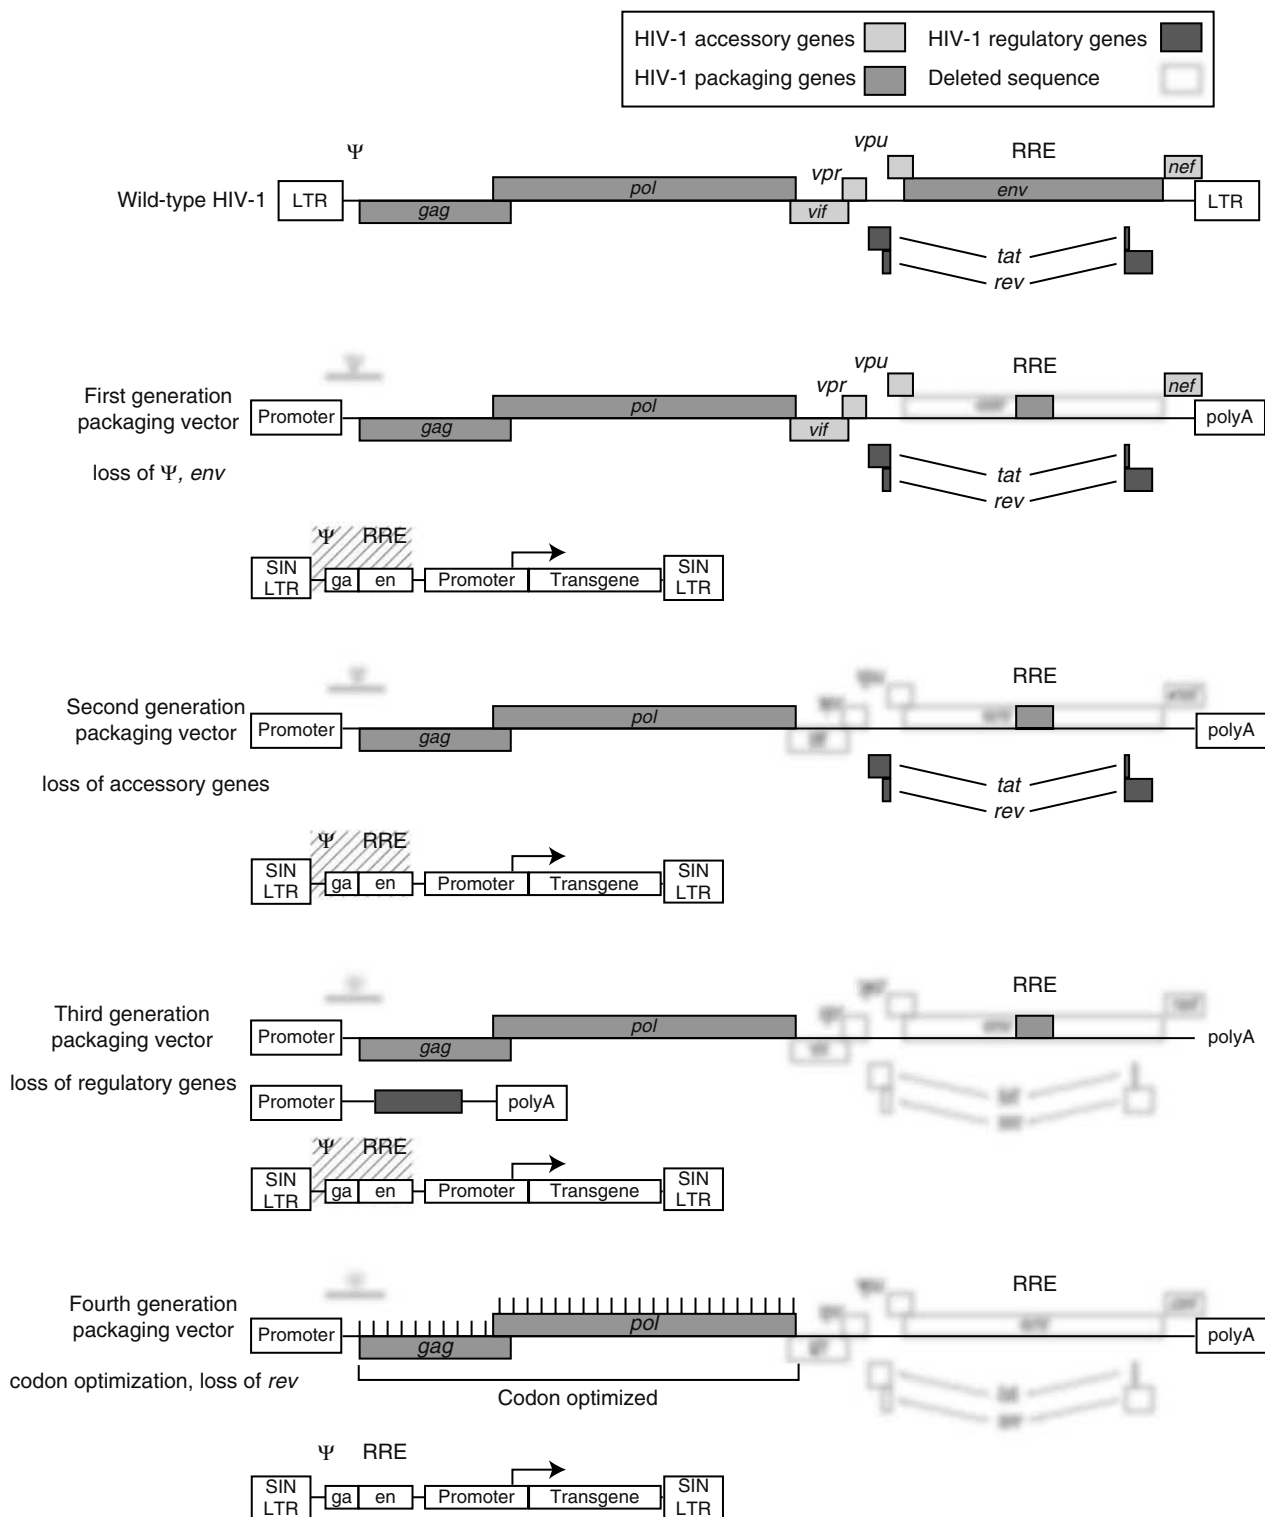 HIV-1 accessory genes
HIV-1 regulatory genes
HIV-1 packaging genes
Deleted sequence
Ψ
vpu
RRE
vpr
nef
Wild-type HIV-1
LTR
pol
env
LTR
gag
vif
tat
rev
vpu
RRE
First generation
packaging vector
vpr
nef
Promoter
pol
polyA
gag
vif
loss of Ψ, env
tat
rev
Ψ
RRE
SIN
LTR
ga
en
Promoter
Transgene
SIN
LTR
RRE
Second generation
packaging vector
Promoter
pol
polyA
gag
loss of accessory genes
tat
rev
Ψ
RRE
SIN
LTR
ga
en
Promoter
Transgene
SIN
LTR
RRE
Third generation
packaging vector
Promoter
pol
env
polyA
gag
loss of regulatory genes
Promoter
polyA
Ψ
RRE
SIN
LTR
ga
en
Promoter
Transgene
SIN
LTR
RRE
Fourth generation
packaging vector
Promoter
pol
polyA
gag
codon optimization, loss of rev
Codon optimized
Ψ
RRE
SIN
LTR
ga
en
Promoter
Transgene
SIN
LTR